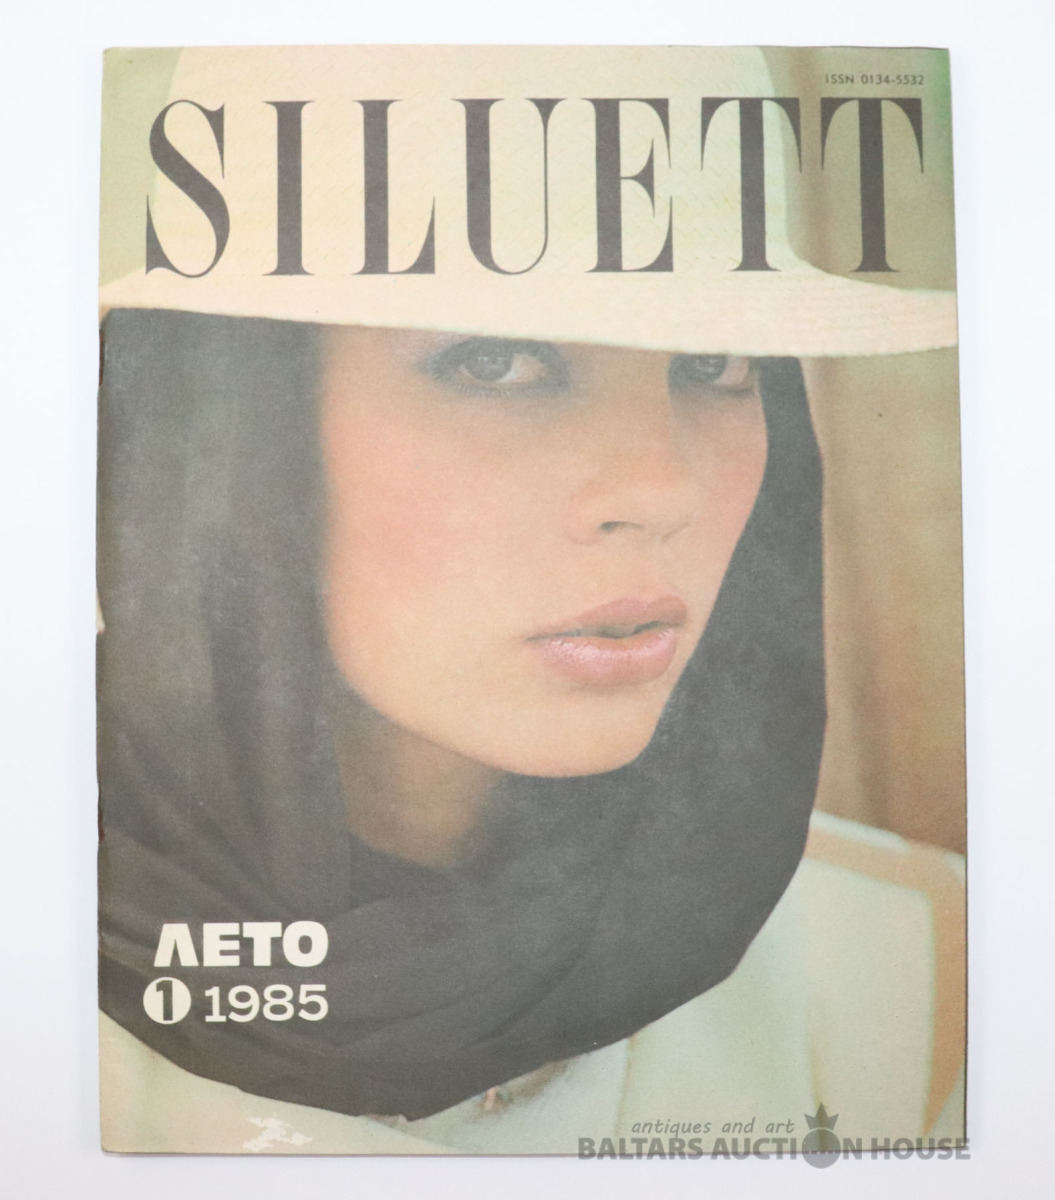 ISSN 0134-5532
SILUETT
ЛЕТО
1 1985
antiques and art
BALTARS AUCTION HOUSE